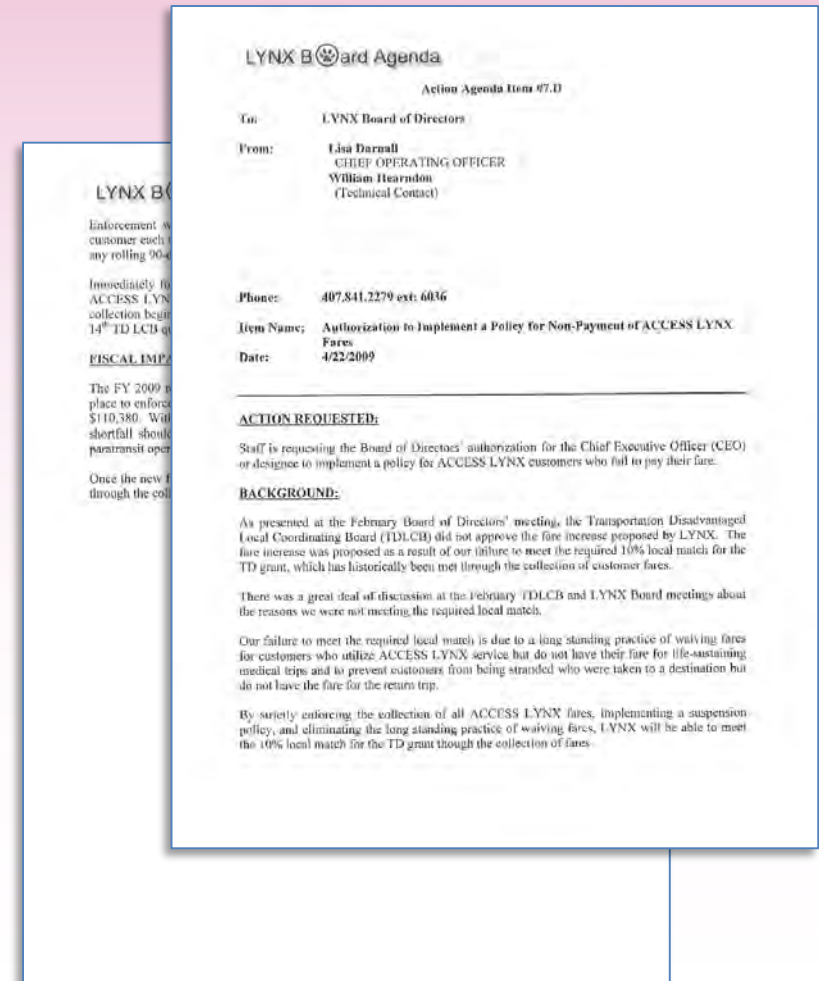 LYNX B ard Agenda
Action Agenda Item #7.D
To: LYNX Board of Directors
From: Lisa Darnall
CHIEF OPERATING OFFICER
William Hearndon
(Technical Contact)
Phone: 407.841.2279 ext: 6036
Item Name: Authorization to Implement a Policy for Non-Payment of ACCESS LYNX
Fares
Date: 4/22/2009
ACTION REQUESTED:
Staff is requesting the Board of Directors' authorization for the Chief Executive Officer (CEO)
or designee to implement a policy for ACCESS LYNX customers who fail to pay their fare.
BACKGROUND:
As presented at the February Board of Directors' meeting, the Transportation Disadvantaged
Local Coordinating Board (TDLCB) did not approve the fare increase proposed by LYNX. The
fare increase was proposed as a result of our failure to meet the required 10% local match for the
TD grant, which has historically been met through the collection of customer fares.
There was a great deal of discussion at the February TDLCB and LYNX Board meetings about
the reasons we were not meeting the required local match.
Our failure to meet the required local match is due to a long standing practice of waiving fares
for customers who utilize ACCESS LYNX service but do not have their fare for life-sustaining
medical trips and to prevent customers from being stranded who were taken to a destination but
do not have the fare for the return trip.
By strictly enforcing the collection of all ACCESS LYNX fares, implementing a suspension
policy, and eliminating the long standing practice of waiving fares, LYNX will be able to meet
the 10% local match for the TD grant though the collection of fares
LYNX B
Enforcement
customer each
any rolling
Immediately
ACCESS
collection
14th TD LCB
FISCAL
The FY 2009
place to
$110,380.
shortfall
paratransit
Once the new
through the